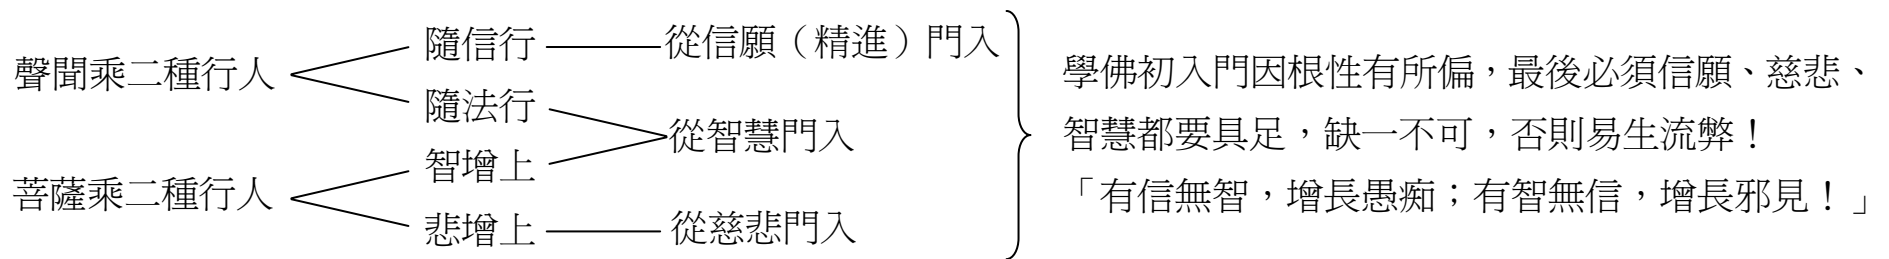 聲聞乘二種行人
隨信行
從信願（精進）門入
隨法行
從智慧門入
智增上
菩薩乘二種行人
悲增上
從慈悲門入
學佛初入門因根性有所偏，最後必須信願、慈悲、
智慧都要具足，缺一不可，否則易生流弊！
「有信無智，增長愚痴；有智無信，增長邪見！」